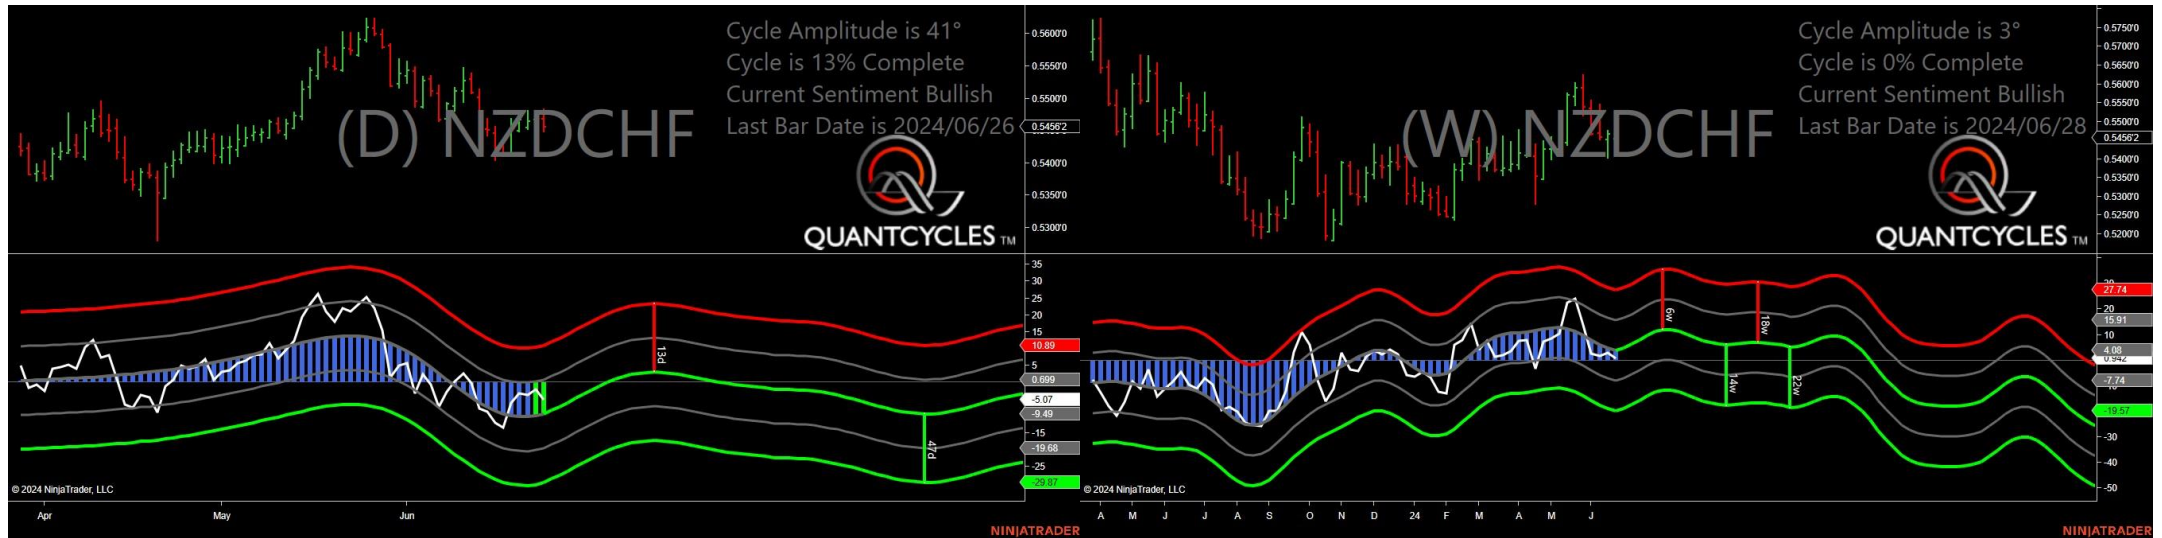 Cycle Amplitude is 41°
Cycle is 13% Complete
Current Sentiment Bullish
Last Bar Date is 2024/06/26
(D) NZDCHF
QUANTCYCLES TM
0.5600'0
0.5550'0
0.5500'0
0.5456'2
0.5400'0
0.5350'0
0.5300'0
35
30
25
20
15
10.89
5
0.699
-5.07
-9.49
-15
-19.68
-25
-29.87
13d
47d
© 2024 NinjaTrader, LLC
Apr May Jun
NINJATRADER
Cycle Amplitude is 3°
Cycle is 0% Complete
Current Sentiment Bullish
Last Bar Date is 2024/06/28
(W) NZDCHF
QUANTCYCLES TM
0.5750'0
0.5700'0
0.5650'0
0.5600'0
0.5550'0
0.5500'0
0.5456'2
0.5400'0
0.5350'0
0.5300'0
0.5250'0
0.5200'0
27.74
20
15.91
10
4.08
0.942
-7.74
-19.57
-30
-40
-50
6w
18w
14w
22w
© 2024 NinjaTrader, LLC
A M J J A S O N D 24 F M A M J
NINJATRADER